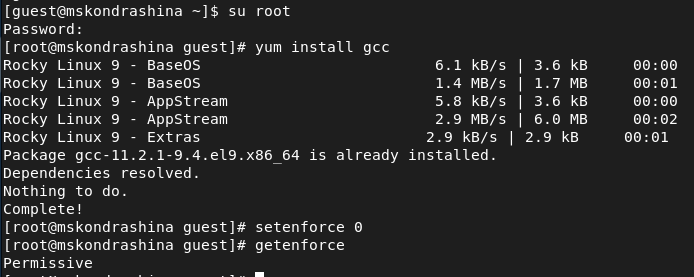 [guest@mskondrashina ~]$ su root
Password:
[root@mskondrashina guest]# yum install gcc
Rocky Linux 9 - BaseOS 6.1 kB/s | 3.6 kB 00:00
Rocky Linux 9 - BaseOS 1.4 MB/s | 1.7 MB 00:01
Rocky Linux 9 - AppStream 5.8 kB/s | 3.6 kB 00:00
Rocky Linux 9 - AppStream 2.9 MB/s | 6.0 MB 00:02
Rocky Linux 9 - Extras 2.9 kB/s | 2.9 kB 00:01
Package gcc-11.2.1-9.4.el9.x86_64 is already installed.
Dependencies resolved.
Nothing to do.
Complete!
[root@mskondrashina guest]# setenforce 0
[root@mskondrashina guest]# getenforce
Permissive
[root@mskondrashina guest]#